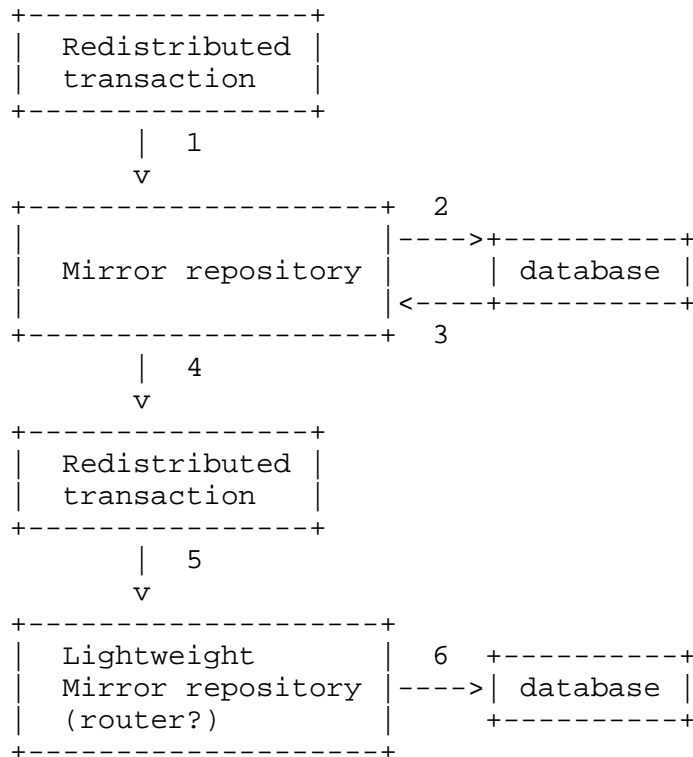 +----------------+
|  Redistributed |
|  transaction   |
+----------------+
       |  1
       v
+--------------------+  2
|                    |---->+----------+
|  Mirror repository |     | database |
|                    |<----+----------+
+--------------------+  3
       |  4
       v
+----------------+
|  Redistributed |
|  transaction   |
+----------------+
       |  5
       v
+--------------------+
|  Lightweight       |  6  +----------+
|  Mirror repository |---->| database |
|  (router?)         |     +----------+
+--------------------+